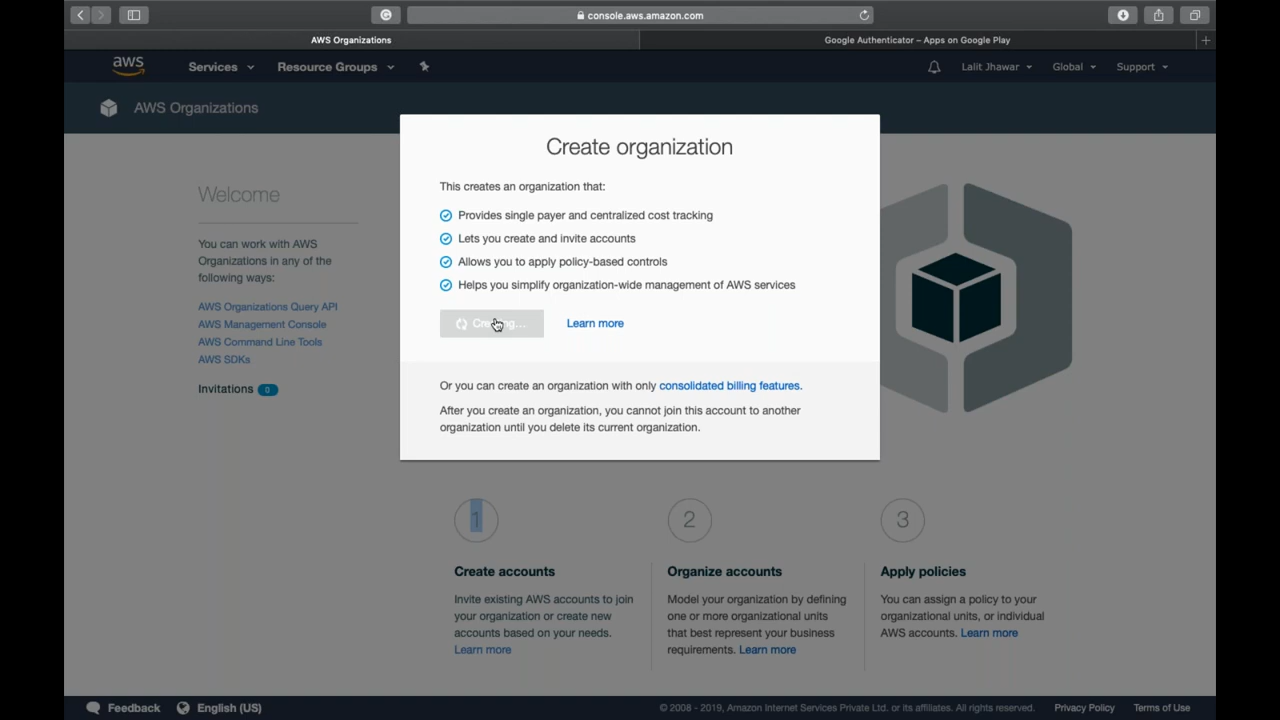 console.aws.amazon.com
AWS Organizations
Google Authenticator – Apps on Google Play
aws
Services
Resource Groups
Lalit Jhawar
Global
Support
AWS Organizations
Create organization
This creates an organization that:
Provides single payer and centralized cost tracking
Lets you create and invite accounts
Allows you to apply policy-based controls
Helps you simplify organization-wide management of AWS services
Creating...
Learn more
Or you can create an organization with only consolidated billing features.
After you create an organization, you cannot join this account to another
organization until you delete its current organization.
Welcome
You can work with AWS
Organizations in any of the
following ways:
AWS Organizations Query API
AWS Management Console
AWS Command Line Tools
AWS SDKs
Invitations 0
1
Create accounts
Invite existing AWS accounts to join
your organization or create new
accounts based on your needs.
Learn more
2
Organize accounts
Model your organization by defining
one or more organizational units
that best represent your business
requirements. Learn more
3
Apply policies
You can assign a policy to your
organizational units, or individual
AWS accounts. Learn more
Feedback
English (US)
© 2008 - 2019, Amazon Internet Services Private Ltd. or its affiliates. All rights reserved.
Privacy Policy
Terms of Use